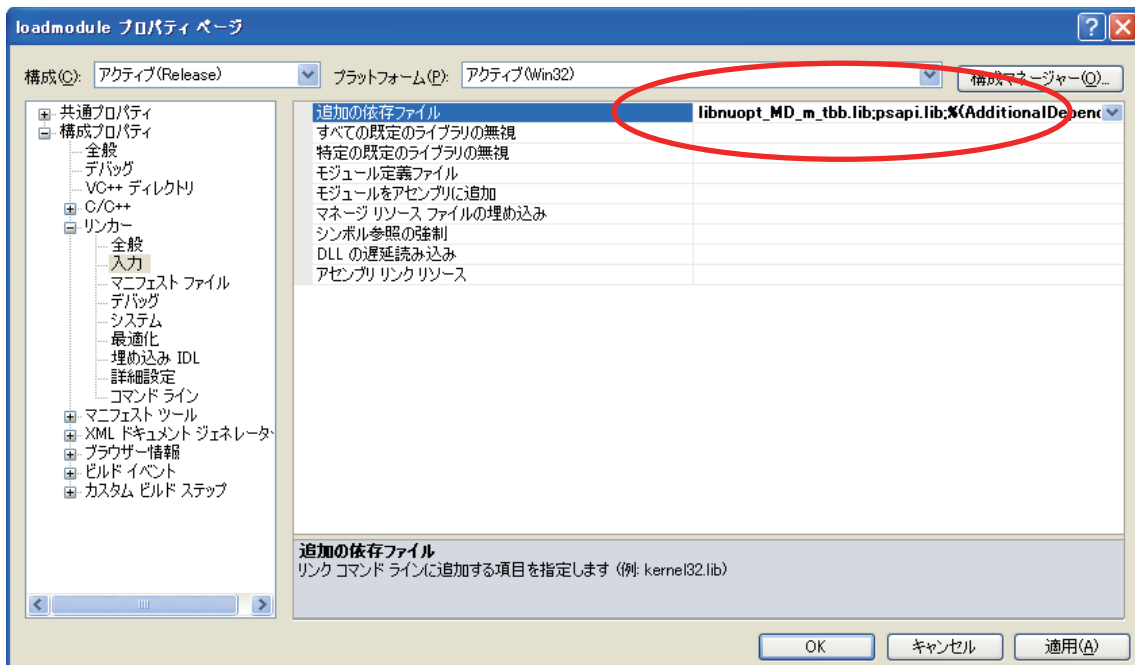 loadmodule プロパティ ページ
構成(C): アクティブ(Release) プラットフォーム(P): アクティブ(Win32) 構成マネージャー(O)...
共通プロパティ
構成プロパティ
全般
デバッグ
VC++ ディレクトリ
C/C++
リンカー
全般
入力
マニフェスト ファイル
デバッグ
システム
最適化
埋め込み IDL
詳細設定
コマンド ライン
マニフェスト ツール
XML ドキュメント ジェネレーター
ブラウザー情報
ビルド イベント
カスタム ビルド ステップ
追加の依存ファイル libnuopt_MD_m_tbb.lib;psapi.lib;%(AdditionalDepenc
すべての既定のライブラリの無視
特定の既定のライブラリの無視
モジュール定義ファイル
モジュールをアセンブリに追加
マネージ リソース ファイルの埋め込み
シンボル参照の強制
DLL の遅延読み込み
アセンブリ リンク リソース
追加の依存ファイル
リンク コマンド ラインに追加する項目を指定します (例: kernel32.lib)
OK キャンセル 適用(A)